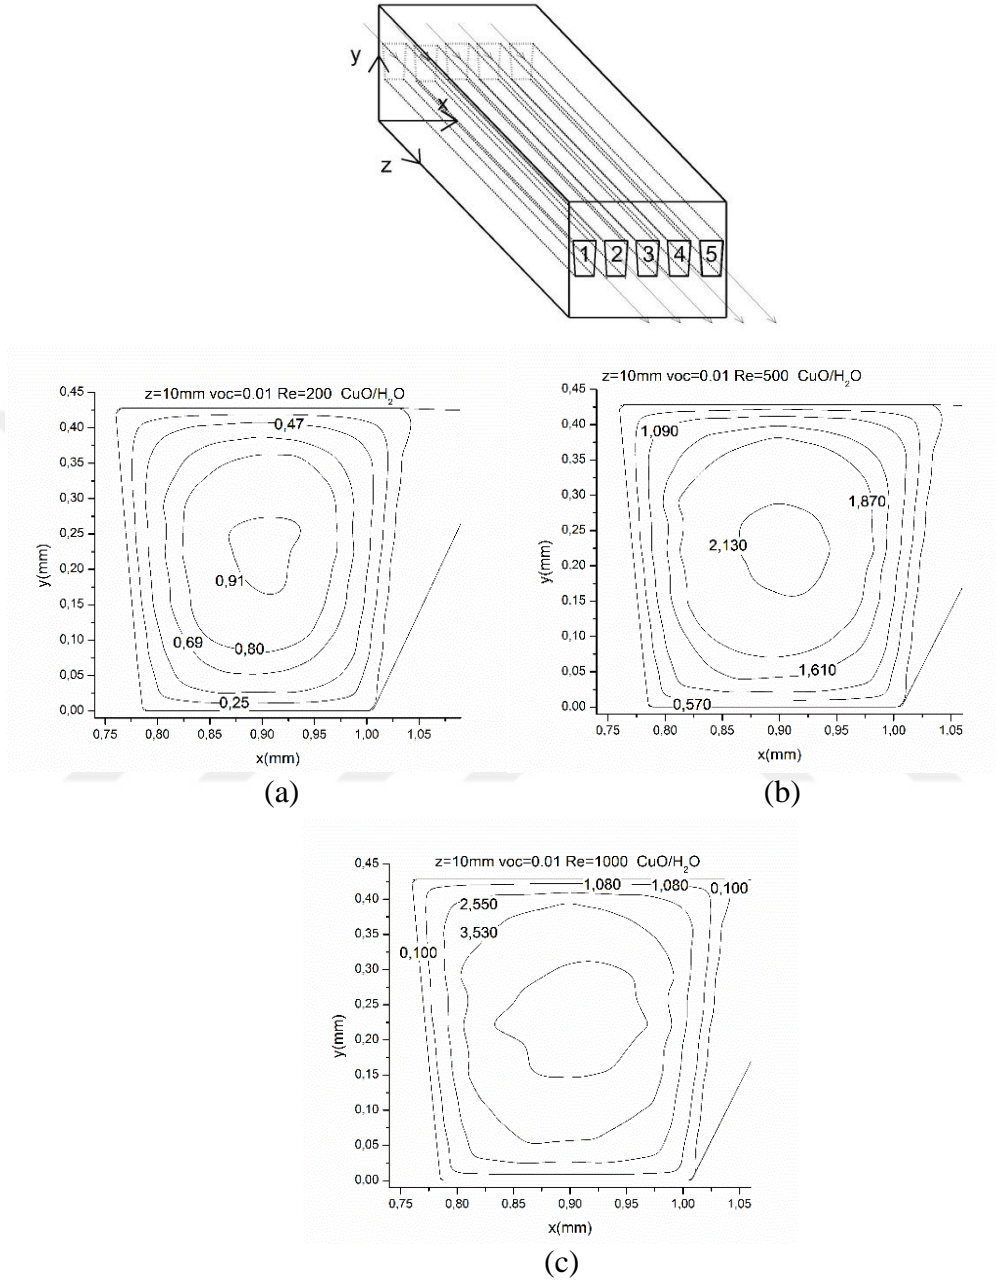 y
x
z
1 2 3 4 5
z=10mm voc=0.01 Re=200 CuO/H2O
0,45
0,40
0,35
0,30
0,25
0,20
0,15
0,10
0,05
0,00
y(mm)
0,47
0,91
0,69
0,80
0,25
0,75 0,80 0,85 0,90 0,95 1,00 1,05
x(mm)
(a)
z=10mm voc=0.01 Re=500 CuO/H2O
0.45
0.40
0.35
0.30
0.25
0.20
0.15
0,10
0.05
0.00
y(mm)
1,090
1,870
2,130
1,610
0,570
0,75 0,80 0,85 0,90 0,95 1,00 1,05
x(mm)
(b)
z=10mm voc=0.01 Re=1000 CuO/H2O
0,45
0,40
0,35
0,30
0,25
0,20
0,15
0,10
0,05
0,00
y(mm)
1,080 1,080 0,100
2,550
3,530
0,100
0,75 0,80 0,85 0,90 0,95 1,00 1,05
x(mm)
(c)